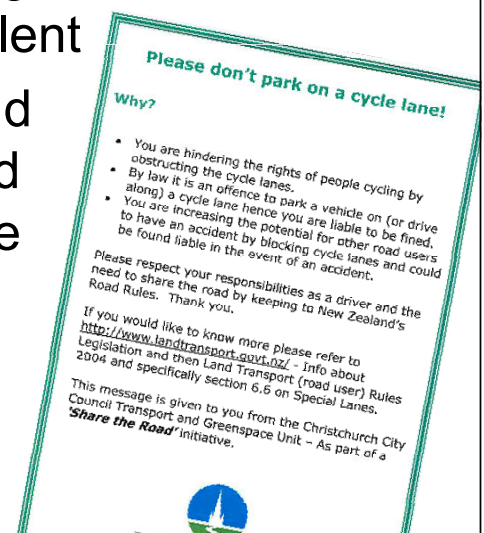 lent
d
d
e
Please don't park on a cycle lane!
Why?
• You are hindering the rights of people cycling by
obstructing the cycle lanes.
• By law it is an offence to park a vehicle on (or drive
along) a cycle lane hence you are liable to be fined.
• You are increasing the potential for other road users
to have an accident by blocking cycle lanes and could
be found liable in the event of an accident.
Please respect your responsibilities as a driver and the
need to share the road by keeping to New Zealand's
Road Rules. Thank you.
If you would like to know more please refer to
http://www.landtransport.govt.nz/ - Info about
Legislation and then Land Transport (road user) Rules
2004 and specifically section 6.6 on Special Lanes.
This message is given to you from the Christchurch City
Council Transport and Greenspace Unit – As part of a
'Share the Road' initiative.